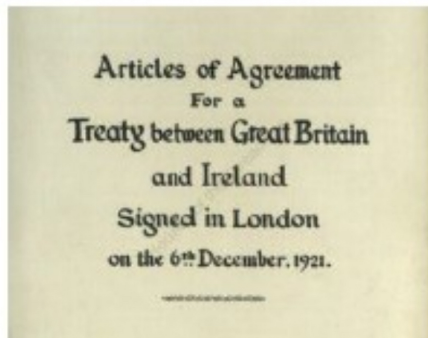 Articles of Agreement
For a
Treaty between Great Britain
and Ireland
Signed in London
on the 6th December, 1921.